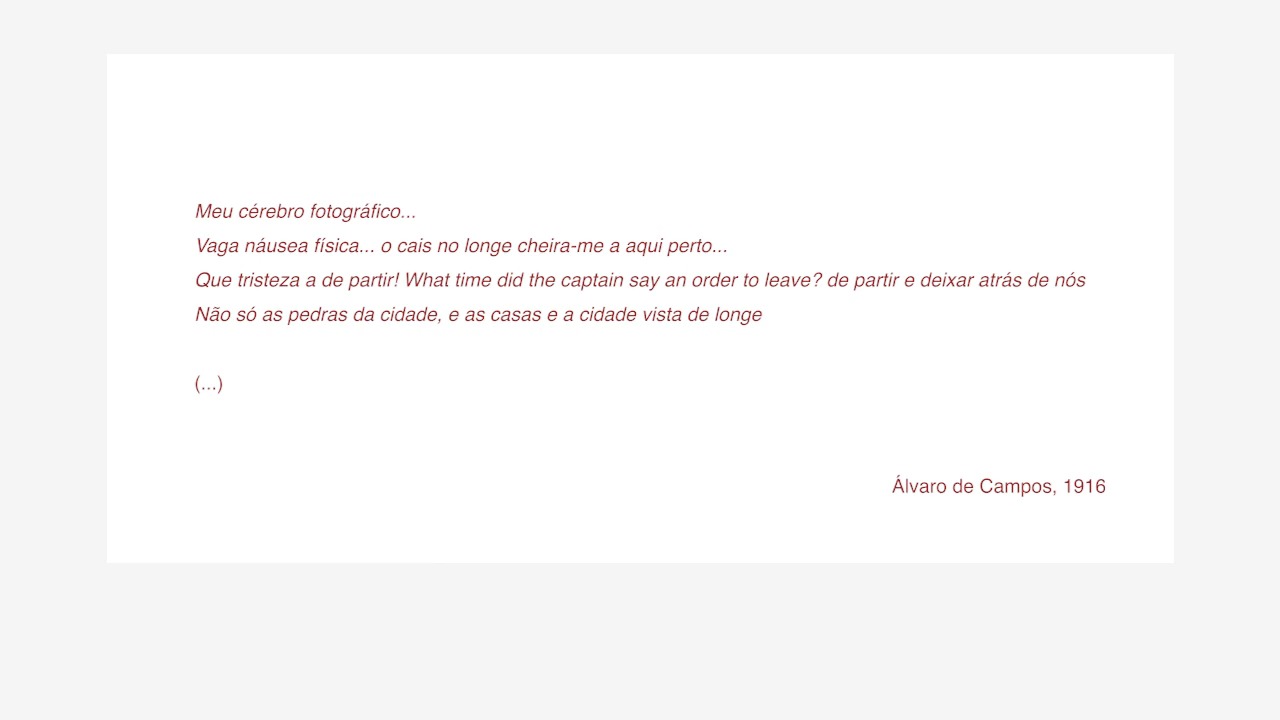 Meu cérebro fotográfico...
Vaga náusea física... o cais no longe cheira-me a aqui perto...
Que tristeza a de partir! What time did the captain say an order to leave? de partir e deixar atrás de nós
Não só as pedras da cidade, e as casas e a cidade vista de longe
(...)
Álvaro de Campos, 1916